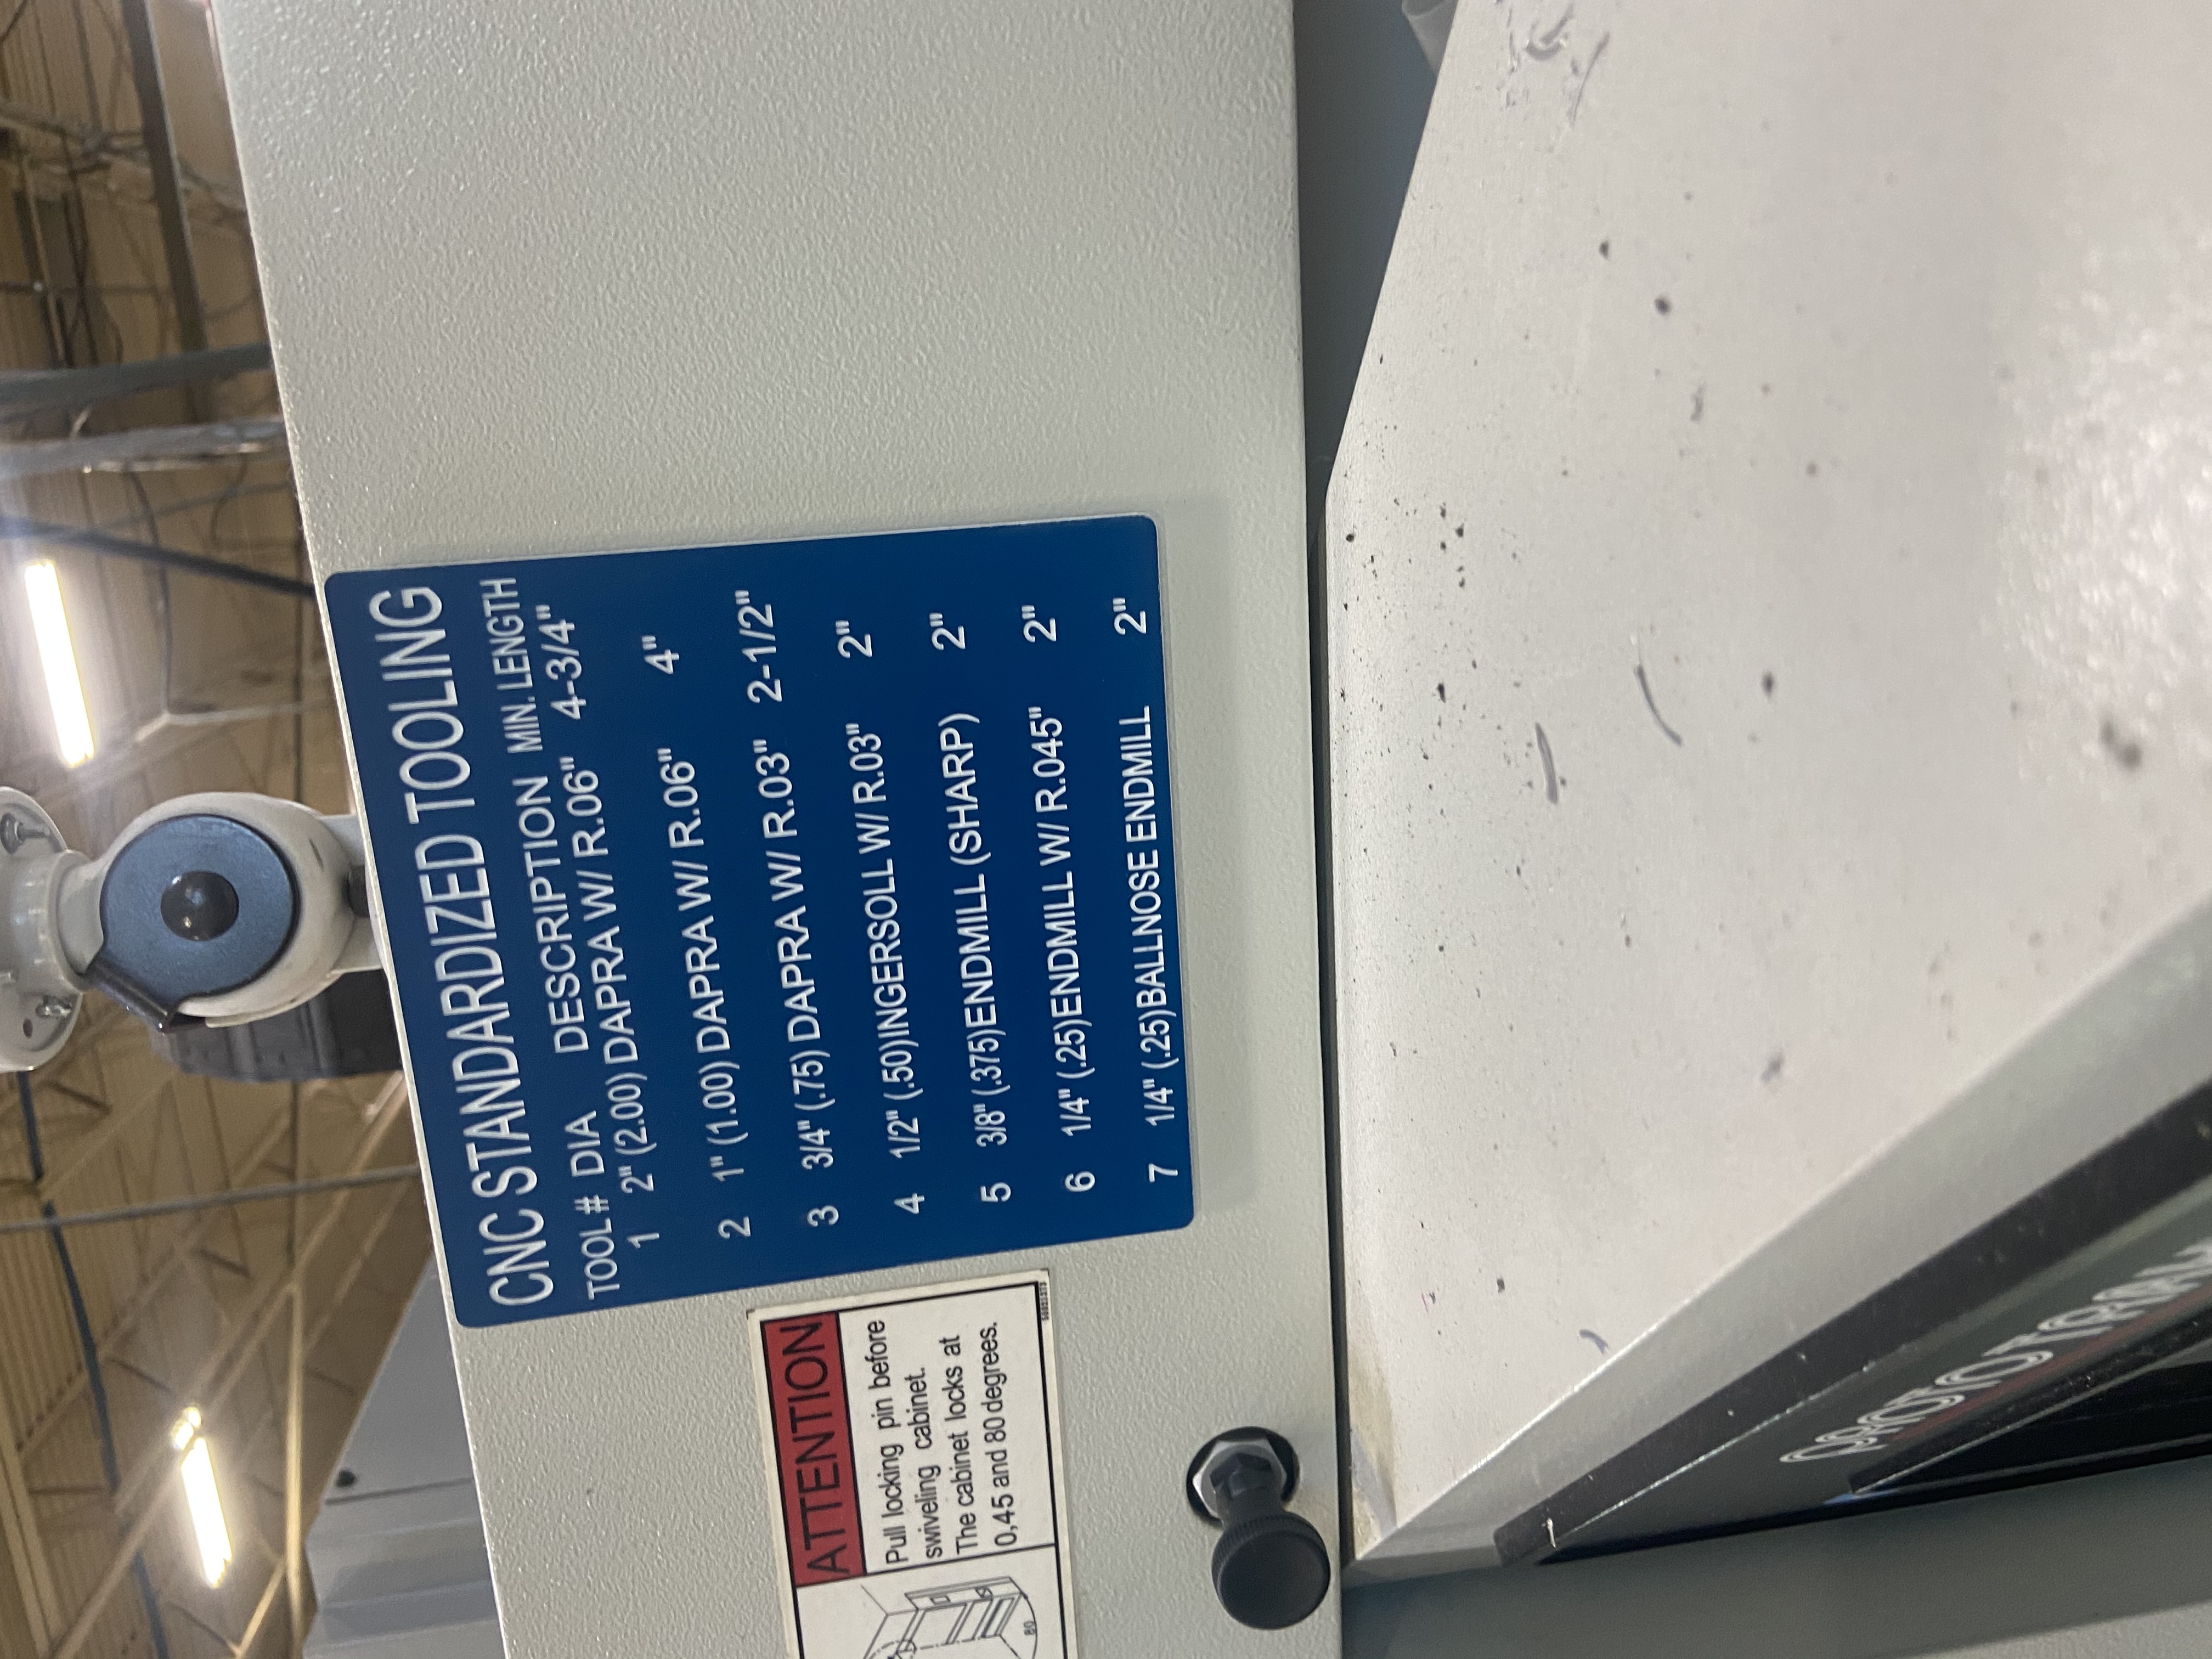 CNC STANDARDIZED TOOLING
TOOL # DIA DESCRIPTION MIN. LENGTH
1 2" (2.00) DAPRA W/ R.06" 4-3/4"
2 1" (1.00) DAPRA W/ R.06" 4"
3 3/4" (.75) DAPRA W/ R.03" 2-1/2"
4 1/2" (.50) INGERSOLL W/ R.03" 2"
5 3/8" (.375) ENDMILL (SHARP) 2"
6 1/4" (.25) ENDMILL W/ R.045" 2"
7 1/4" (.25) BALLNOSE ENDMILL 2"
ATTENTION
Pull locking pin before
swiveling cabinet.
The cabinet locks at
0,45 and 80 degrees.
80